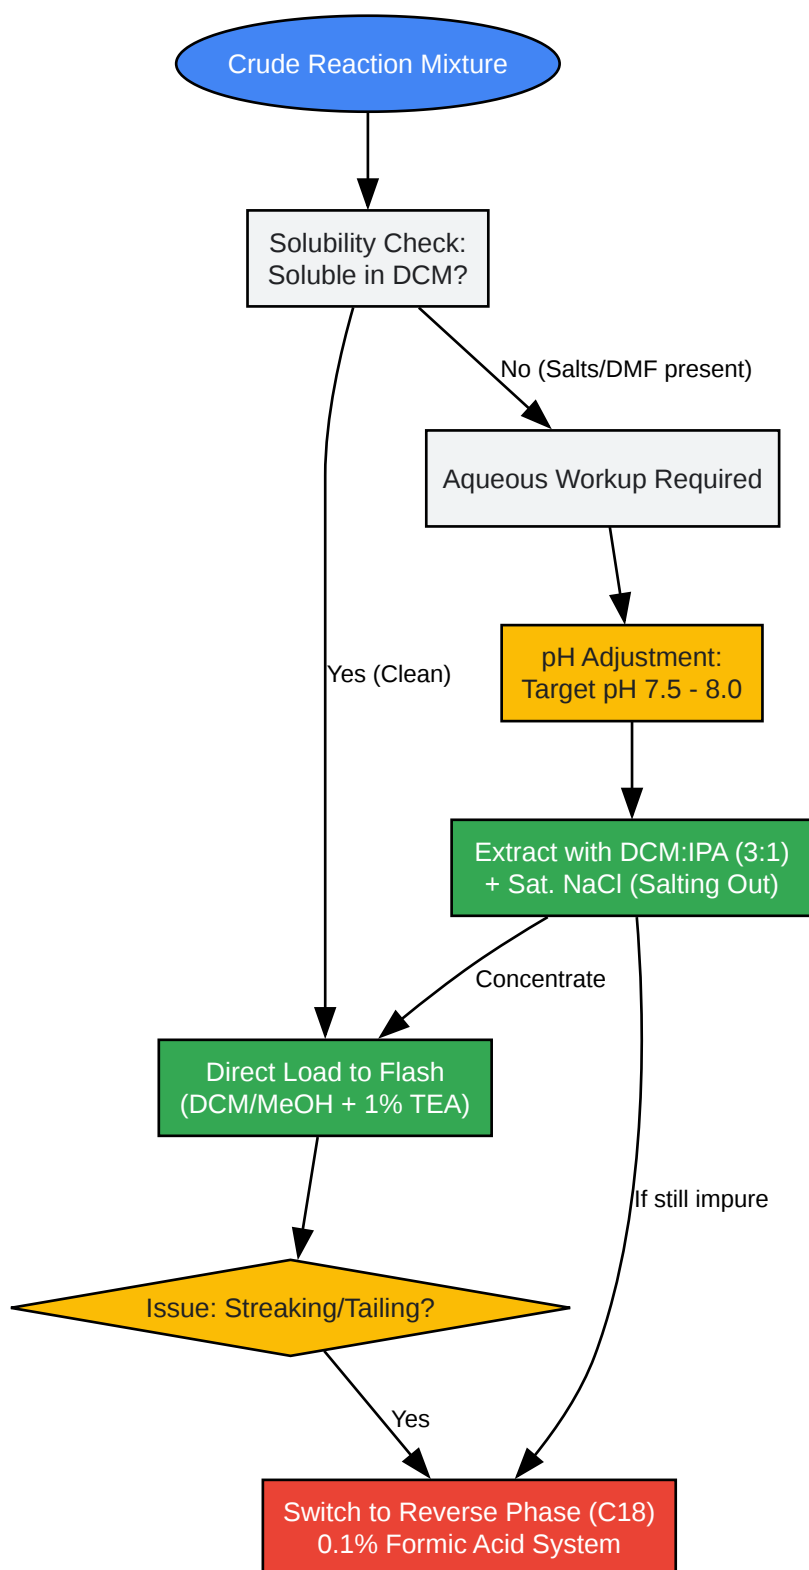 Crude Reaction Mixture
Solubility Check:
Soluble in DCM?
No (Salts/DMF present)
Aqueous Workup Required
Yes (Clean)
pH Adjustment:
Target pH 7.5 - 8.0
Extract with DCM:IPA (3:1)
+ Sat. NaCl (Salting Out)
Concentrate
Direct Load to Flash
(DCM/MeOH + 1% TEA)
If still impure
Issue: Streaking/Tailing?
Yes
Switch to Reverse Phase (C18)
0.1% Formic Acid System